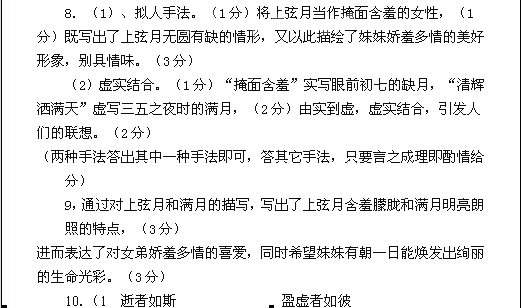 8．（1）、拟人手法。（1分）将上弦月当作掩面含羞的女性，（1
分）既写出了上弦月无圆有缺的情形，又以此描绘了妹妹娇羞多情的美好
形象，别具情味。（3分）
（2）虚实结合。（1分）“掩面含羞”实写眼前初七的缺月，“清辉
洒满天”虚写三五之夜时的满月，（2分）由实到虚，虚实结合，引发人
们的联想。（2分）
（两种手法答出其中一种手法即可，答其它手法，只要言之成理即酌情给
分）
9，通过对上弦月和满月的描写，写出了上弦月含羞朦胧和满月明亮朗
照的特点，（3分）
进而表达了对女弟娇羞多情的喜爱，同时希望妹妹有朝一日能焕发出绚丽
的生命光彩。（3分）
10．（1 逝者如斯 盈虚者如彼